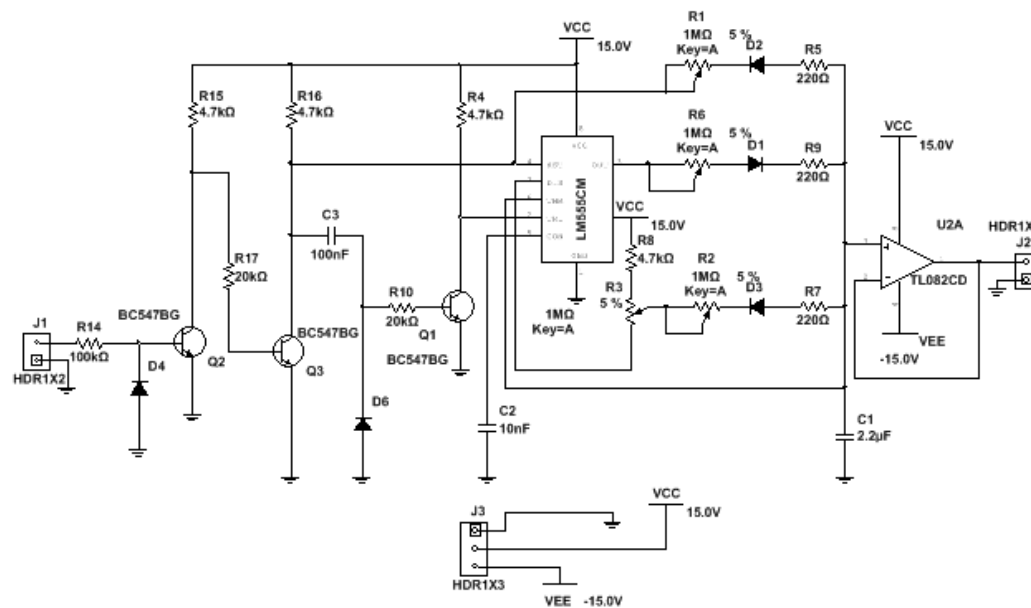 VCC
15.0V
R1
1MΩ
Key=A
5 %
D2
R5
220Ω
R15
4.7kΩ
R16
4.7kΩ
R4
4.7kΩ
R6
1MΩ
Key=A
5 %
D1
R9
220Ω
VCC
15.0V
LM555CM
VCC
15.0V
U2A
HDR1X
J2
TL082CD
C3
100nF
R8
4.7kΩ
R17
20kΩ
R2
1MΩ
Key=A
5 %
D3
R7
220Ω
R3
5 %
1MΩ
Key=A
VEE
-15.0V
R10
20kΩ
Q1
BC547BG
BC547BG
Q2
BC547BG
Q3
J1
R14
100kΩ
HDR1X2
D4
D6
C2
10nF
C1
2.2µF
J3
HDR1X3
VCC
15.0V
VEE -15.0V